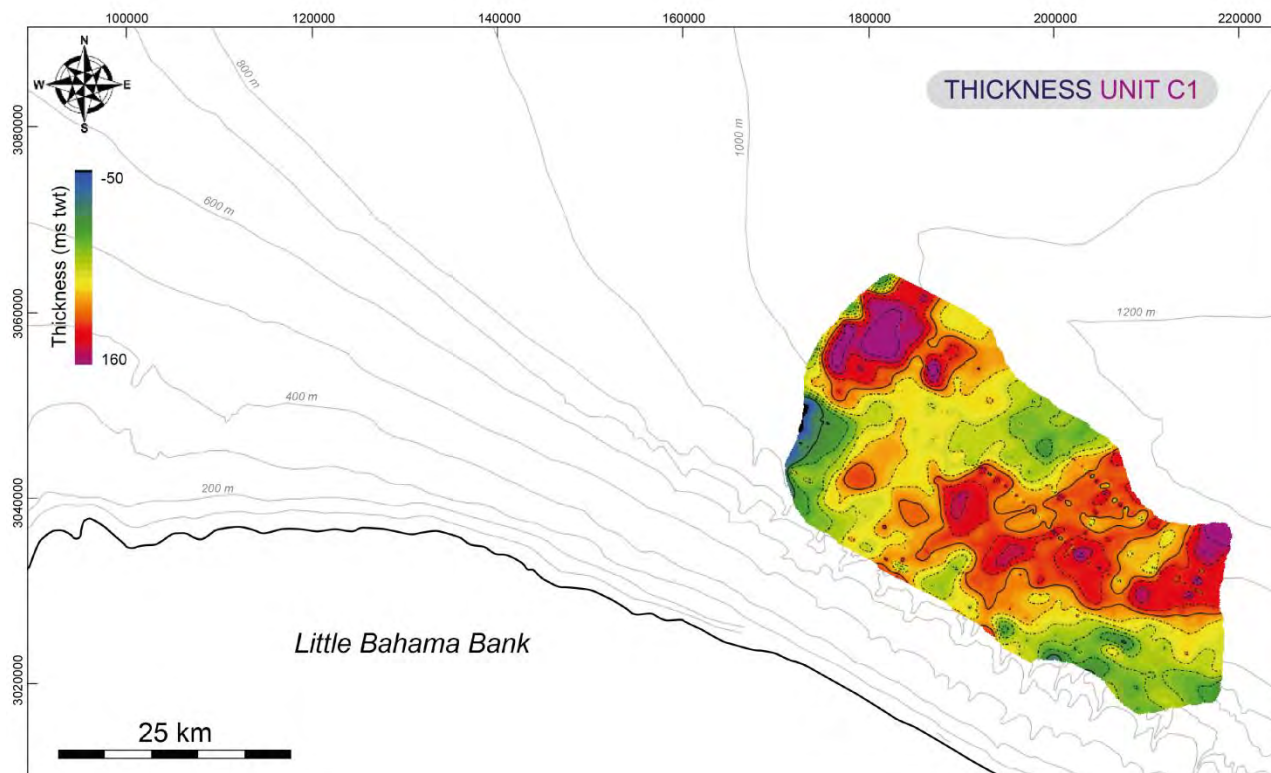 100000 120000 140000 160000 180000 200000 220000
N
W E
S
THICKNESS UNIT C1
800 m
1000 m
3080000
Thickness (ms twt)
-50
160
600 m
3060000
1200 m
400 m
3040000
200 m
Little Bahama Bank
3020000
25 km